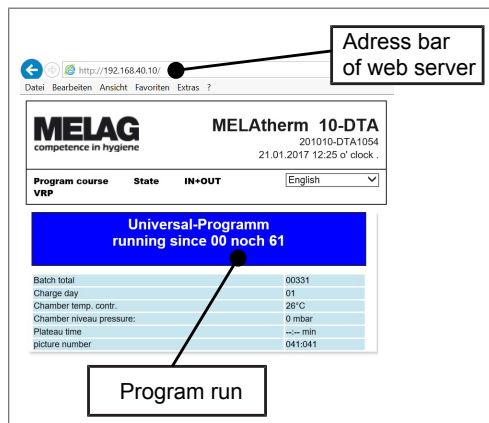 Adress bar
of web server
http://192.168.40.10/
Datei Bearbeiten Ansicht Favoriten Extras ?
MELAG
competence in hygiene
MELAtherm 10-DTA
201010-DTA1054
21.01.2017 12:25 o' clock .
Program course State IN+OUT English
VRP
Univer­sal-Programm
running since 00 noch 61
Batch total 00331
Charge day 01
Chamber temp. contr. 26°C
Chamber niveau pressure: 0 mbar
Plateau time --:-- min
picture number 041:041
Program run